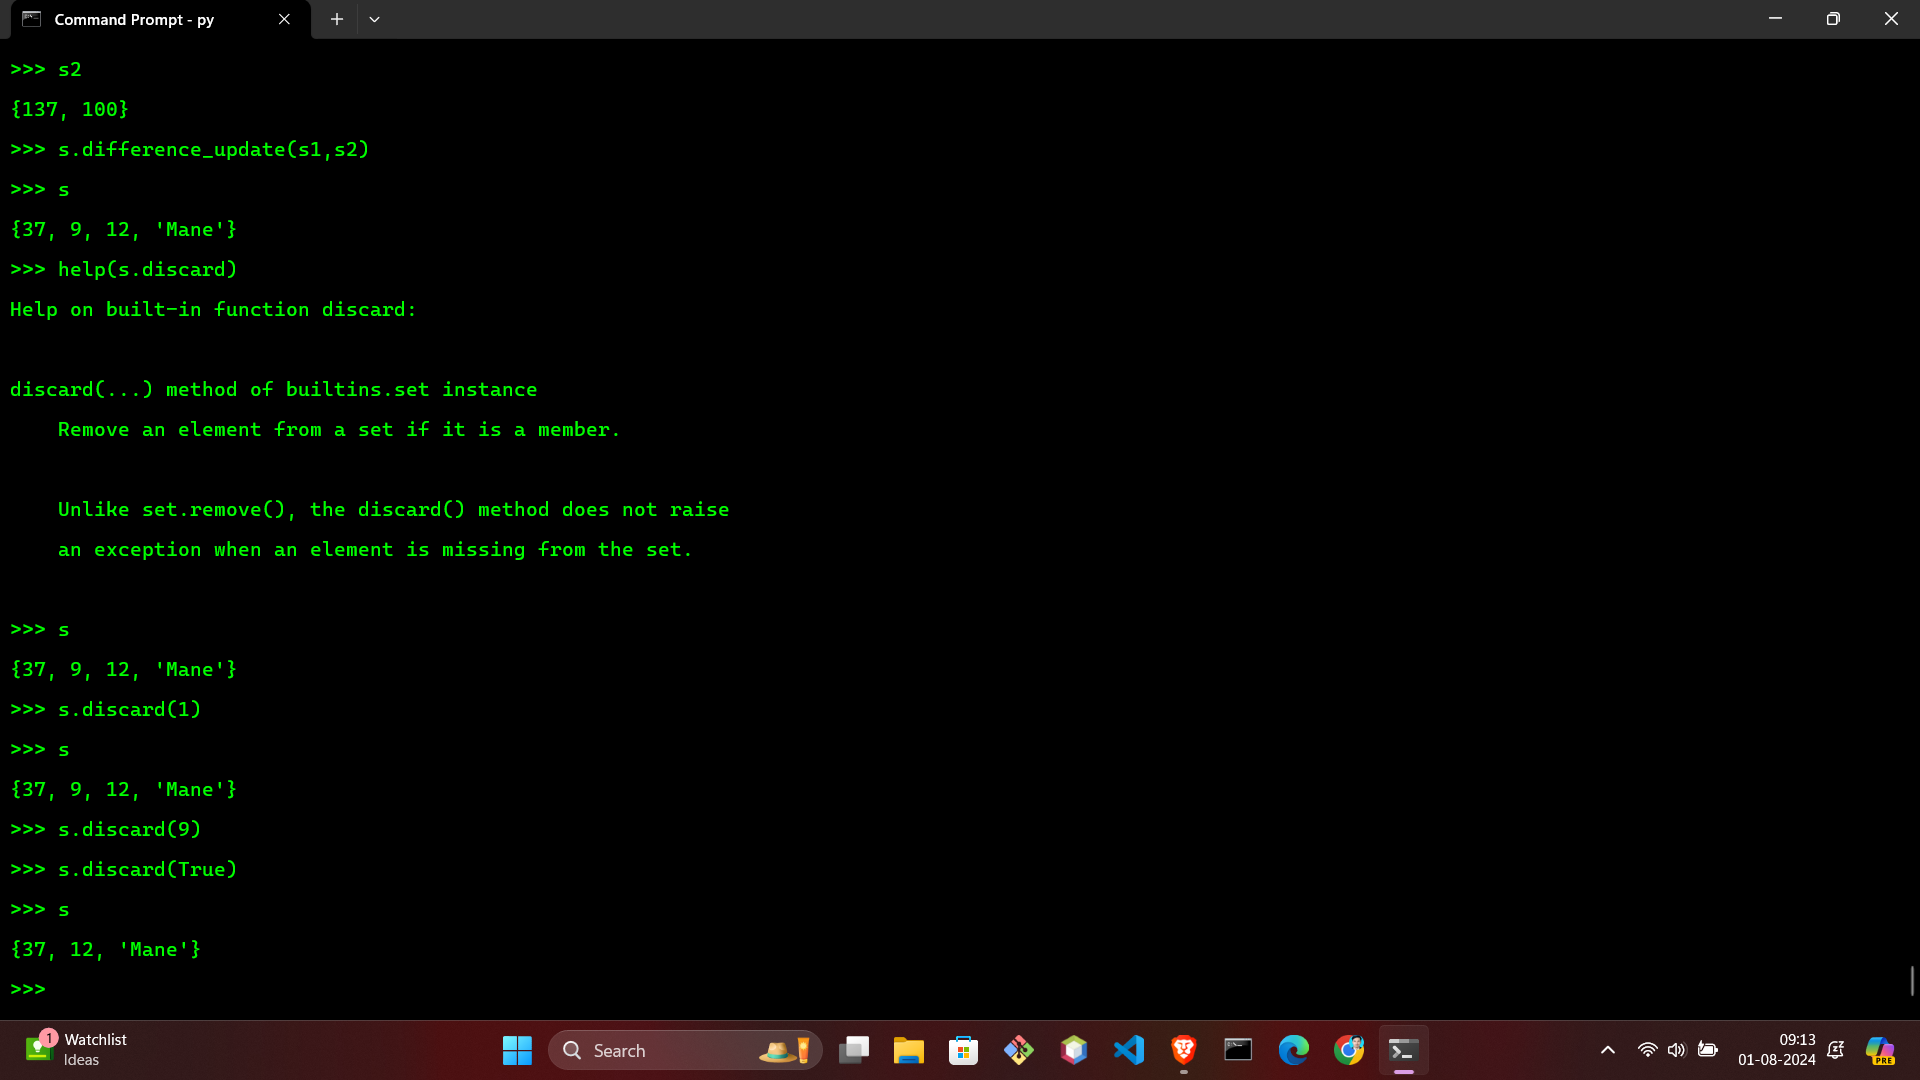 Command Prompt - py
>>> s2
{137, 100}
>>> s.difference_update(s1,s2)
>>> s
{37, 9, 12, 'Mane'}
>>> help(s.discard)
Help on built-in function discard:
discard(...) method of builtins.set instance
    Remove an element from a set if it is a member.
    Unlike set.remove(), the discard() method does not raise
    an exception when an element is missing from the set.
>>> s
{37, 9, 12, 'Mane'}
>>> s.discard(1)
>>> s
{37, 9, 12, 'Mane'}
>>> s.discard(9)
>>> s.discard(True)
>>> s
{37, 12, 'Mane'}
>>>
1
Watchlist
Ideas
Search
09:13
01-08-2024
PRE